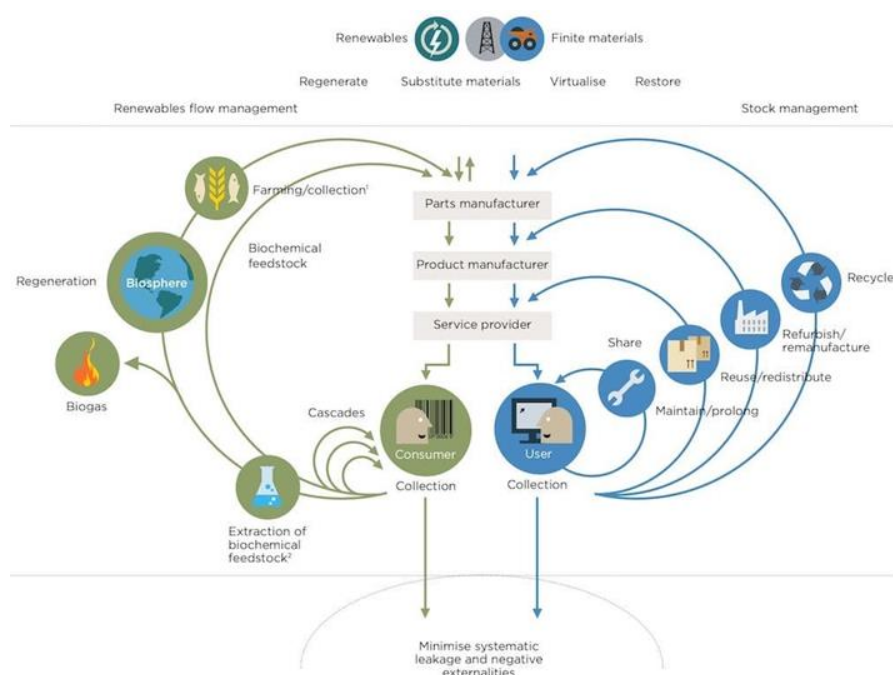 Renewables
Finite materials
Regenerate
Substitute materials
Virtualise
Restore
Renewables flow management
Stock management
Farming/collection¹
Parts manufacturer
Biochemical
feedstock
Regeneration
Biosphere
Product manufacturer
Recycle
Service provider
Share
Refurbish/
remanufacture
Reuse/redistribute
Biogas
Cascades
Maintain/prolong
Consumer
User
Collection
Collection
Extraction of
biochemical
feedstock²
Minimise systematic
leakage and negative
externalities